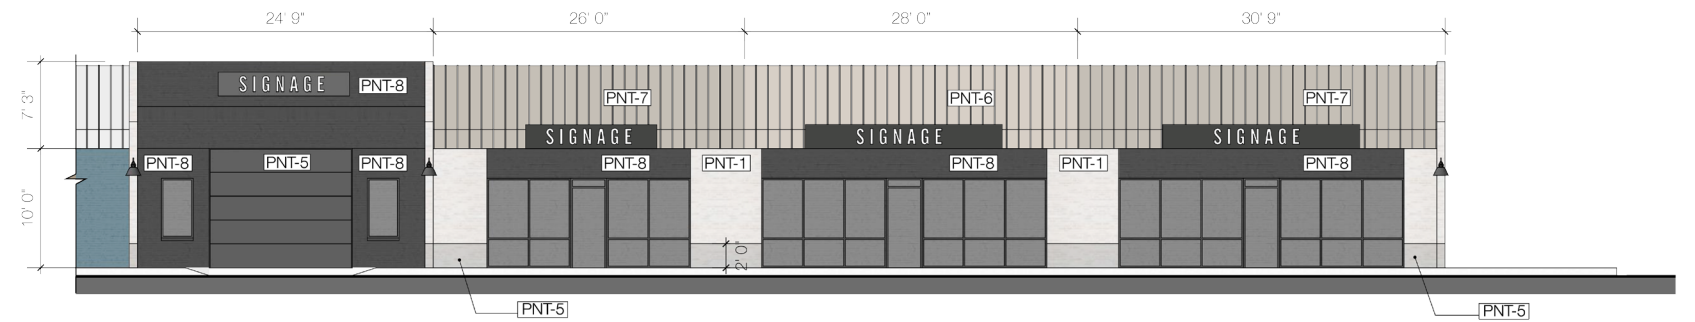 24' 9" 26' 0" 28' 0" 30' 9"
7' 3" SIGNAGE PNT-8
PNT-7 PNT-6 PNT-7
SIGNAGE SIGNAGE SIGNAGE
PNT-8 PNT-5 PNT-8 PNT-8 PNT-1 PNT-8 PNT-1 PNT-8
10' 0"
2' 0"
PNT-5 PNT-5